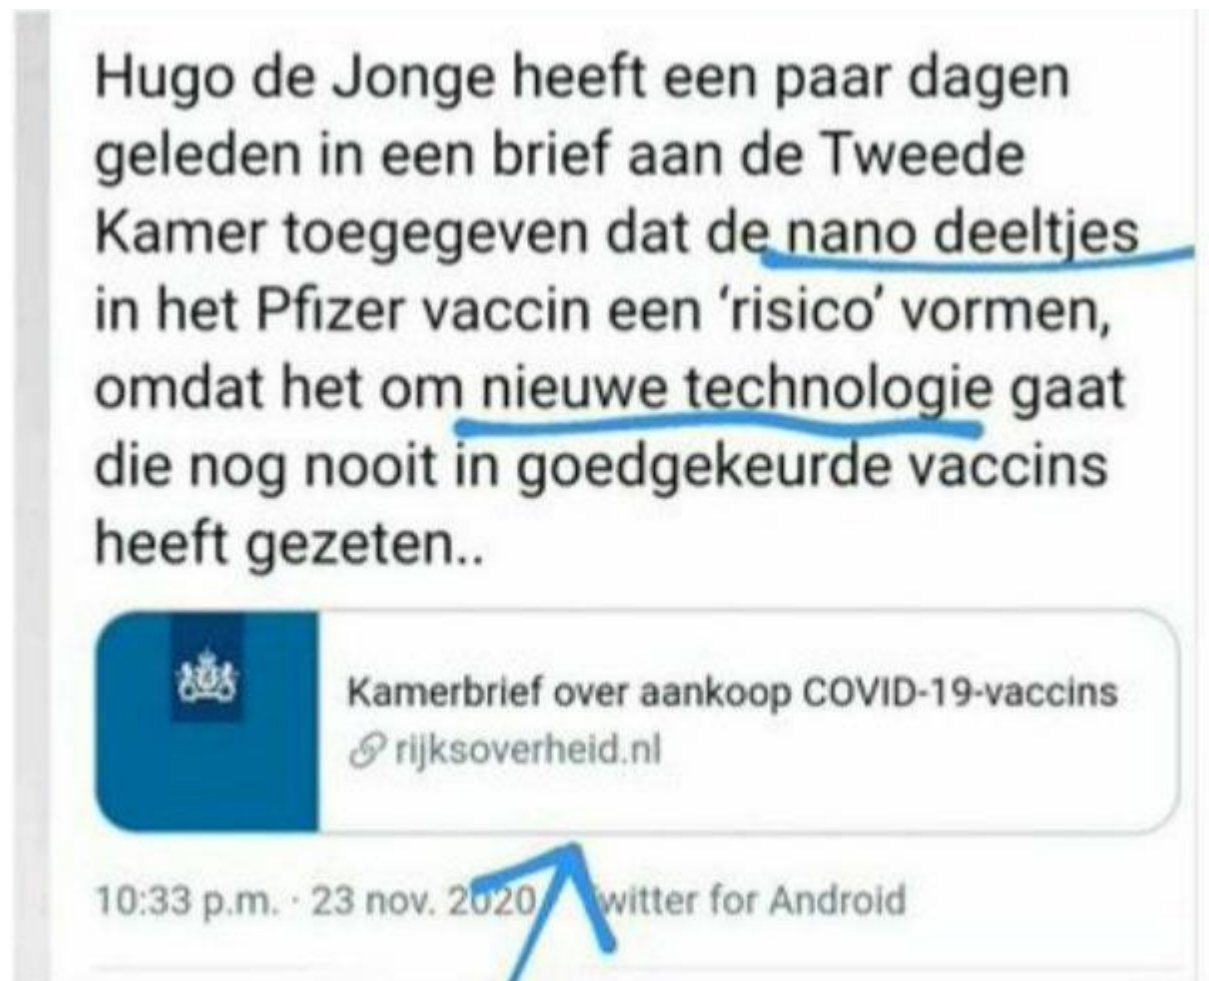 Hugo de Jonge heeft een paar dagen
geleden in een brief aan de Tweede
Kamer toegegeven dat de nano deeltjes
in het Pfizer vaccin een ‘risico’ vormen,
omdat het om nieuwe technologie gaat
die nog nooit in goedgekeurde vaccins
heeft gezeten..
Kamerbrief over aankoop COVID-19-vaccins
rijksoverheid.nl
10:33 p.m. · 23 nov. 2020 witter for Android